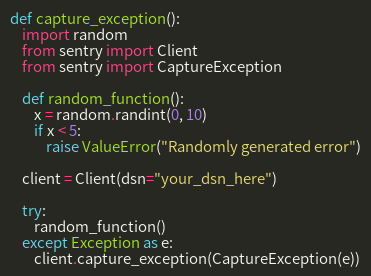 def capture_exception():
    import random
    from sentry import Client
    from sentry import CaptureException

    def random_function():
        x = random.randint(0, 10)
        if x < 5:
            raise ValueError("Randomly generated error")

    client = Client(dsn="your_dsn_here")

    try:
        random_function()
    except Exception as e:
        client.capture_exception(CaptureException(e))